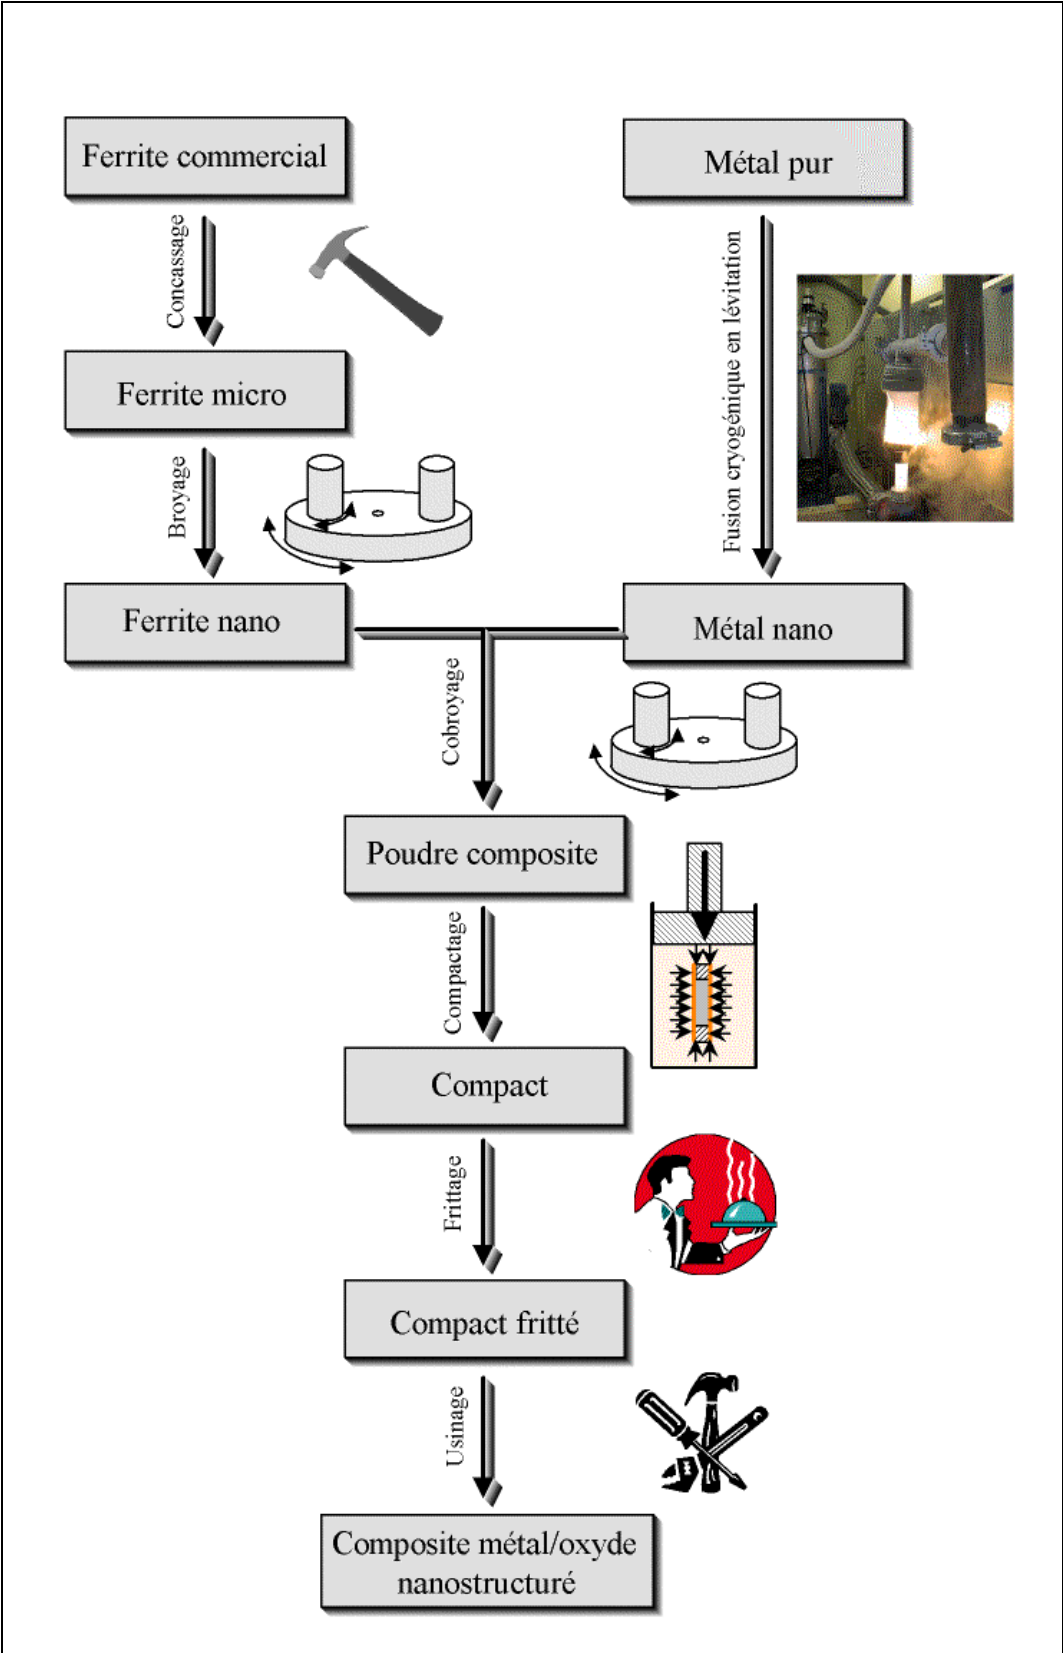 Ferrite commercial
Métal pur
Concassage
Fusion cryogénique en lévitation
Ferrite micro
Broyage
Ferrite nano
Métal nano
Cobroyage
Poudre composite
Compactage
Compact
Frittage
Compact fritté
Usinage
Composite métal/oxyde
nanostructuré